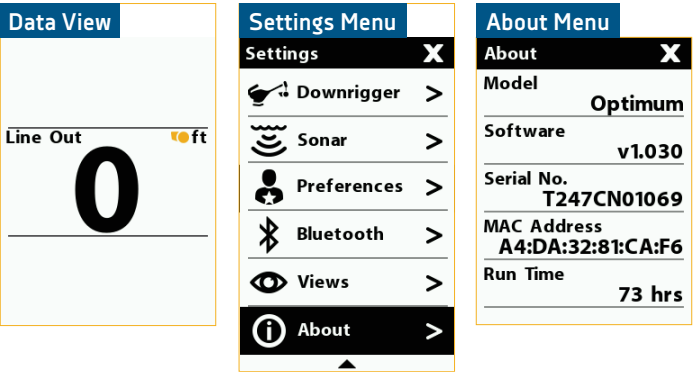 Data View
Line Out ft
0
Settings Menu
Settings X
Downrigger >
Sonar >
Preferences >
Bluetooth >
Views >
About >
About Menu
About X
Model
Optimum
Software
v1.030
Serial No.
T247CN01069
MAC Address
A4:DA:32:81:CA:F6
Run Time
73 hrs